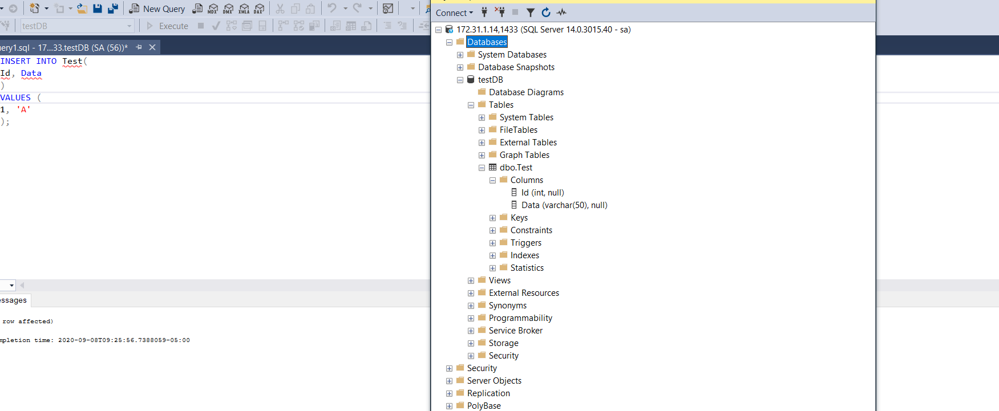 New Query
MDX DMX XMLA DAX
testDB
Execute
ery1.sql - 17...33.testDB (SA (56))*
INSERT INTO Test(
Id, Data
)
VALUES (
1, 'A'
);
essages
row affected)
mpletion time: 2020-09-08T09:25:56.7388059-05:00
Connect
172.31.1.14,1433 (SQL Server 14.0.3015.40 - sa)
Databases
System Databases
Database Snapshots
testDB
Database Diagrams
Tables
System Tables
FileTables
External Tables
Graph Tables
dbo.Test
Columns
Id (int, null)
Data (varchar(50), null)
Keys
Constraints
Triggers
Indexes
Statistics
Views
External Resources
Synonyms
Programmability
Service Broker
Storage
Security
Security
Server Objects
Replication
PolyBase